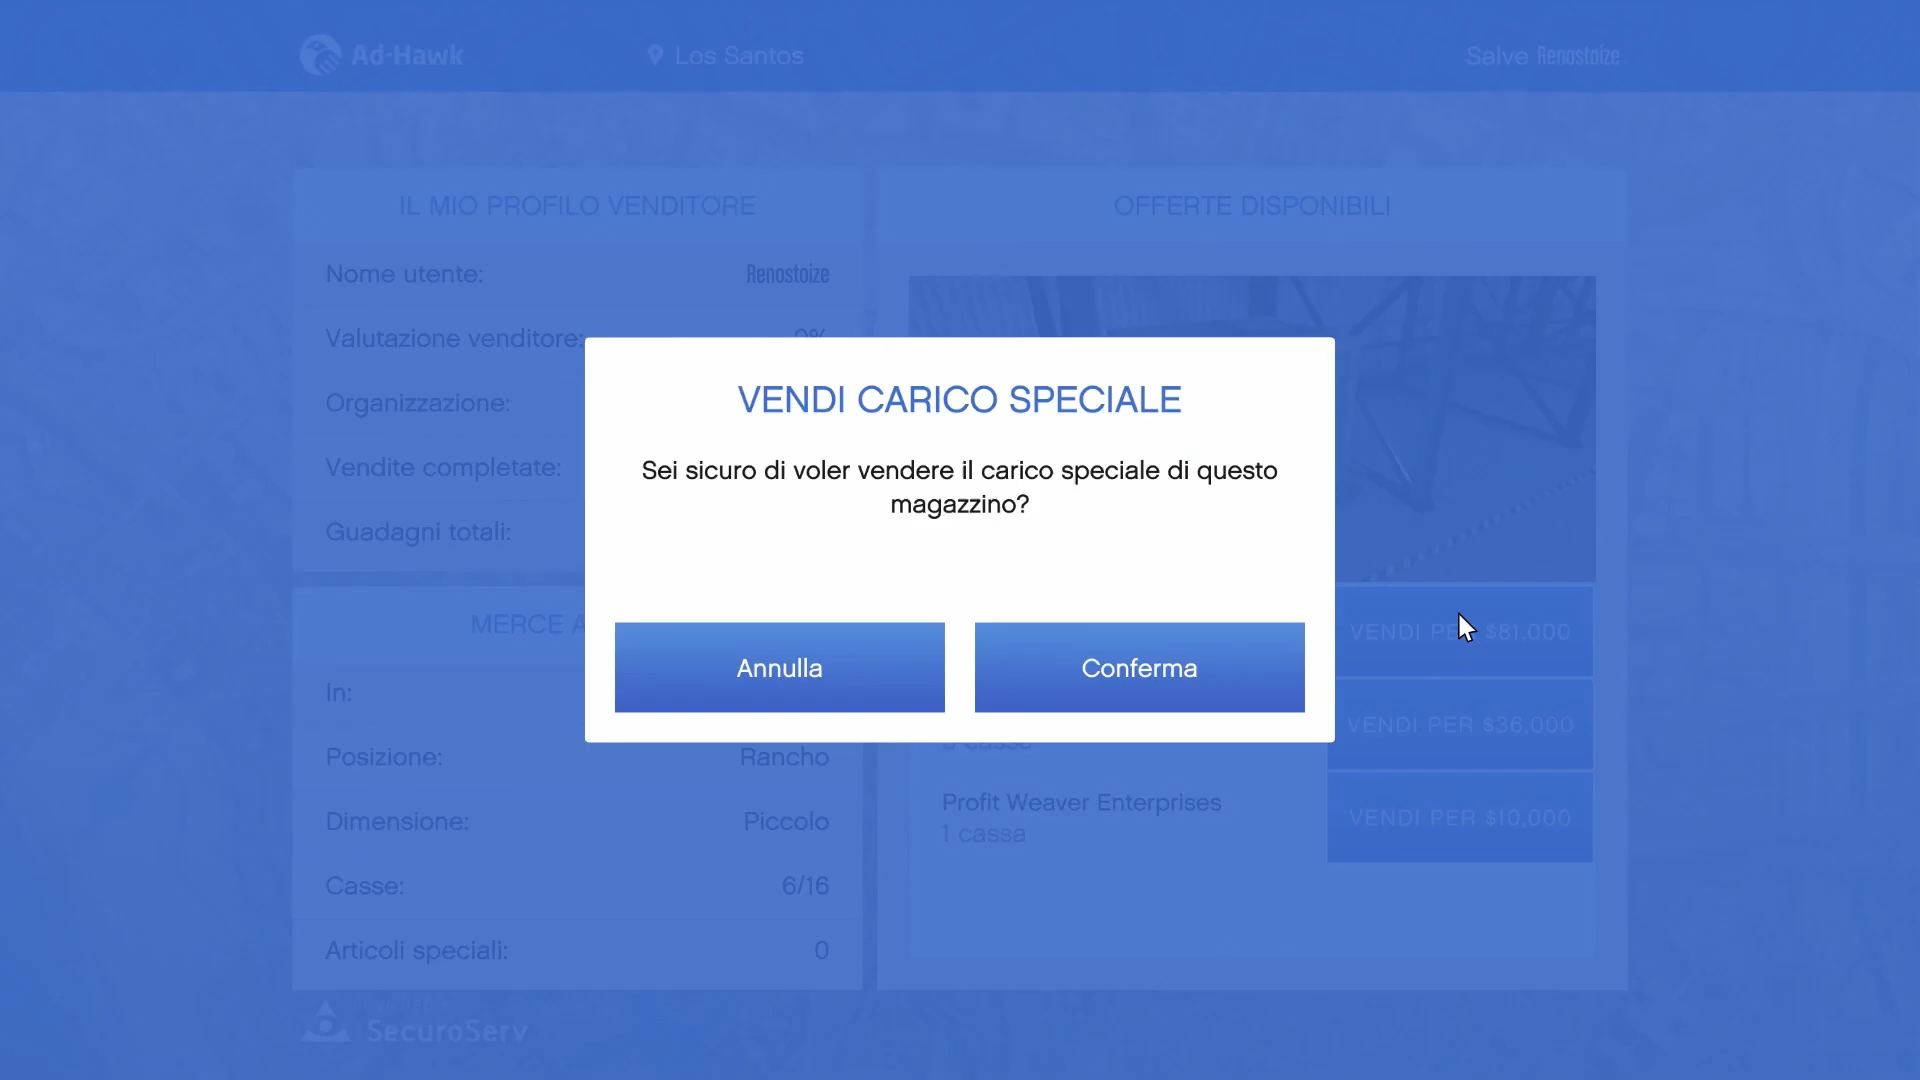 Ad-Hawk
Los Santos
Salve Renostoize
IL MIO PROFILO VENDITORE
Nome utente: Renostoize
Valutazione venditore: 0%
Organizzazione:
Vendite completate:
Guadagni totali:
MERCE A
In:
Posizione: Rancho
Dimensione: Piccolo
Casse: 6/16
Articoli speciali: 0
SecuroServ
OFFERTE DISPONIBILI
VENDI $81,000
VENDI PER $36,000
Profit Weaver Enterprises
1 cassa
VENDI PER $10,000
VENDI CARICO SPECIALE
Sei sicuro di voler vendere il carico speciale di questo
magazzino?
Annulla
Conferma